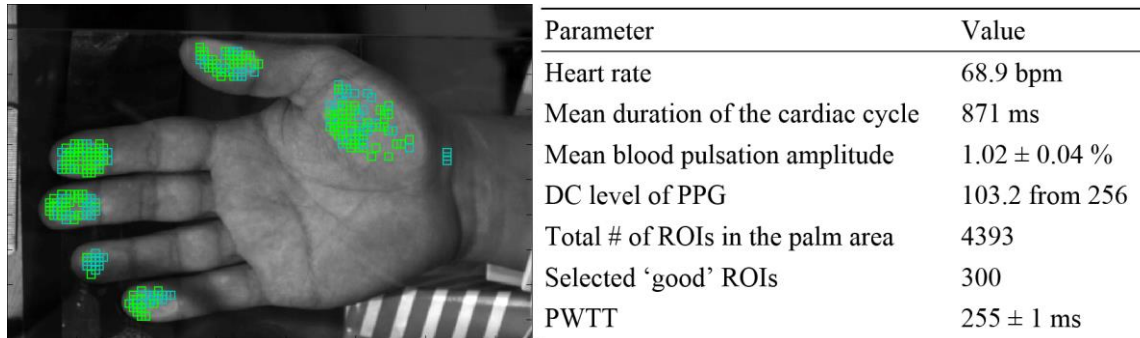 Parameter Value
Heart rate 68.9 bpm
Mean duration of the cardiac cycle 871 ms
Mean blood pulsation amplitude 1.02 ± 0.04 %
DC level of PPG 103.2 from 256
Total # of ROIs in the palm area 4393
Selected ‘good’ ROIs 300
PWTT 255 ± 1 ms